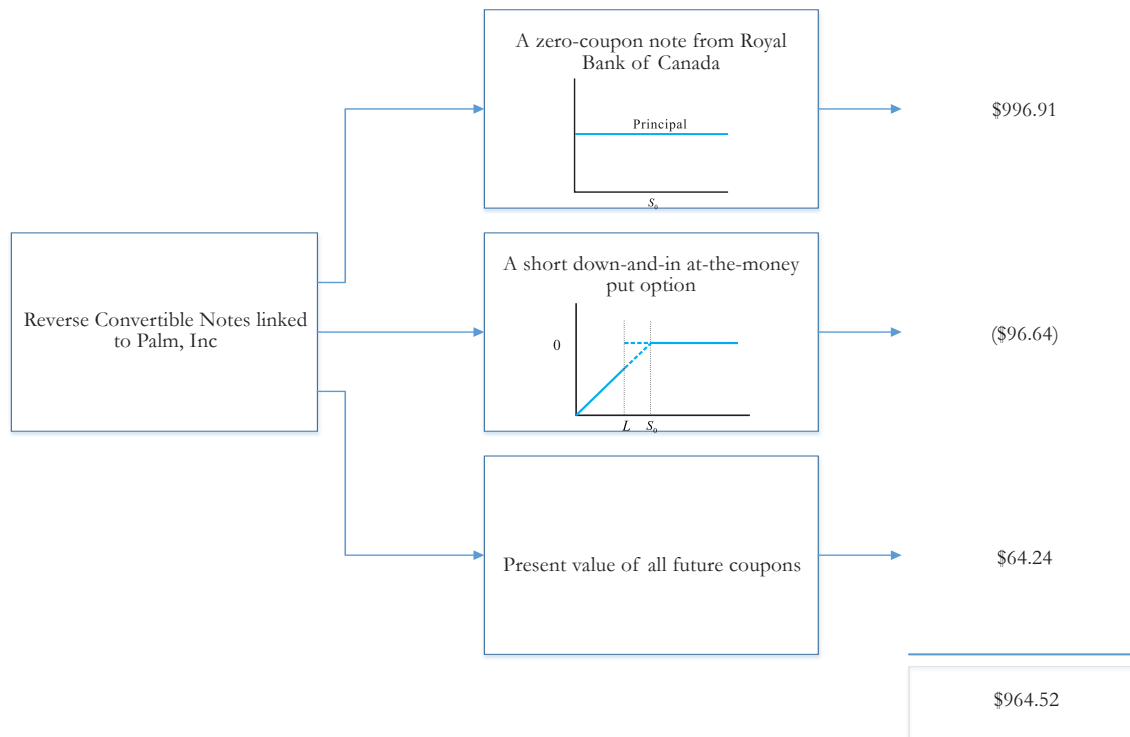 A zero-coupon note from Royal
Bank of Canada
Principal
S₀
$996.91
Reverse Convertible Notes linked
to Palm, Inc
A short down-and-in at-the-money
put option
0
L S₀
($96.64)
Present value of all future coupons
$64.24
$964.52